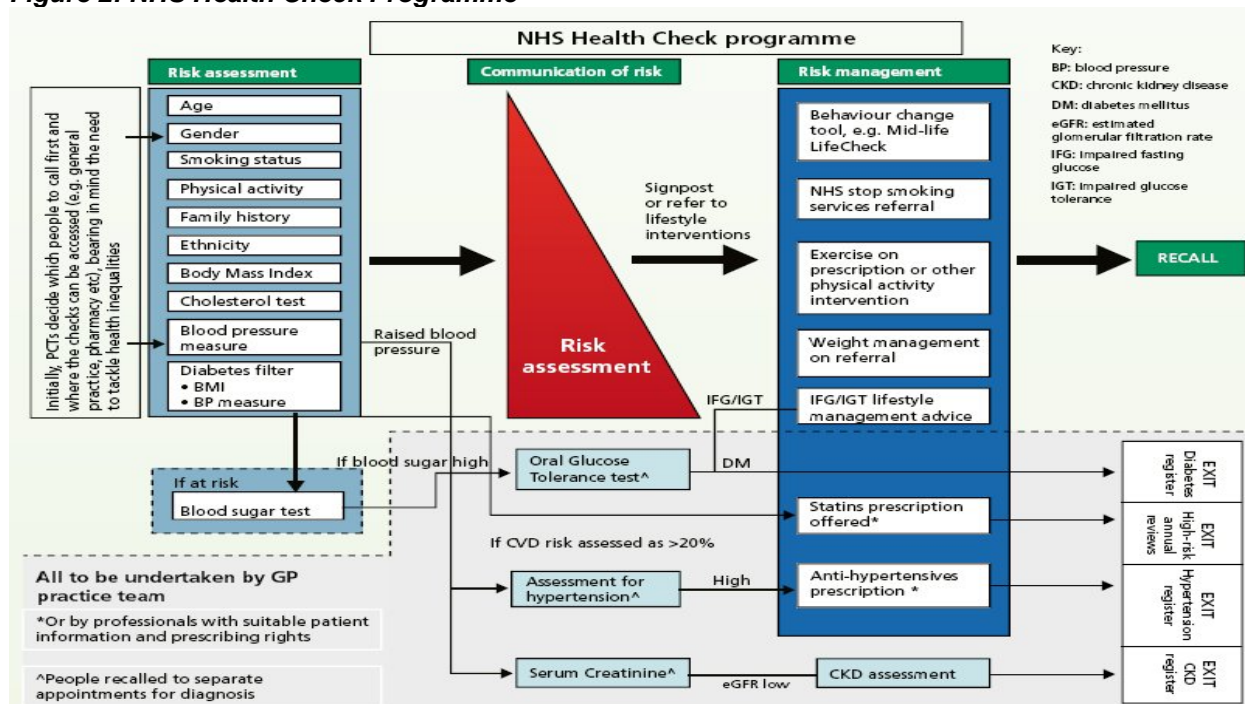 Figure 2: NHS Health Check Programme
NHS Health Check programme
Risk assessment
Communication of risk
Risk management
Key:
BP: blood pressure
CKD: chronic kidney disease
DM: diabetes mellitus
eGFR: estimated
glomerular filtration rate
IFG: impaired fasting
glucose
IGT: impaired glucose
tolerance
Initially, PCTs decide which people to call first and
where the checks can be accessed (e.g. general
practice, pharmacy etc), bearing in mind the need
to tackle health inequalities
Age
Gender
Smoking status
Physical activity
Family history
Ethnicity
Body Mass Index
Cholesterol test
Blood pressure
measure
Diabetes filter
• BMI
• BP measure
Raised blood
pressure
Risk
assessment
Signpost
or refer to
lifestyle
interventions
Behaviour change
tool, e.g. Mid-life
LifeCheck
NHS stop smoking
services referral
Exercise on
prescription or other
physical activity
intervention
Weight management
on referral
IFG/IGT lifestyle
management advice
RECALL
IFG/IGT
If at risk
Blood sugar test
If blood sugar high
Oral Glucose
Tolerance test^
DM
Statins prescription
offered*
If CVD risk assessed as >20%
Assessment for
hypertension^
High
Anti-hypertensives
prescription *
Serum Creatinine^
eGFR low
CKD assessment
EXIT
Diabetes
register
EXIT
High-risk
annual
reviews
EXIT
Hypertension
register
EXIT
CKD
register
All to be undertaken by GP
practice team
*Or by professionals with suitable patient
information and prescribing rights
^People recalled to separate
appointments for diagnosis